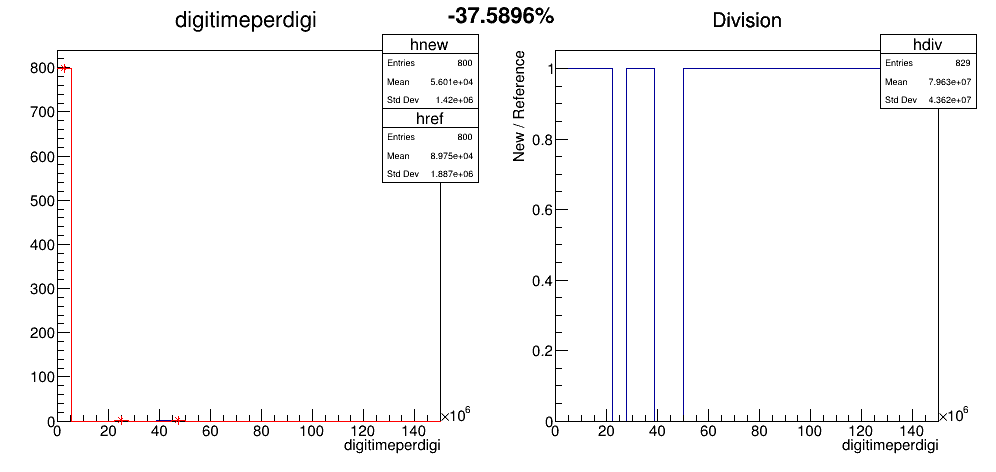 digitimeperdigi
-37.5896%
Division
hnew
Entries 800
Mean 5.601e+04
Std Dev 1.42e+06
href
Entries 800
Mean 8.975e+04
Std Dev 1.887e+06
800
700
600
500
400
300
200
100
0
0 20 40 60 80 100 120 140
×10⁶
digitimeperdigi
hdiv
Entries 829
Mean 7.963e+07
Std Dev 4.362e+07
New / Reference
1
0.8
0.6
0.4
0.2
0
0 20 40 60 80 100 120 140
×10⁶
digitimeperdigi